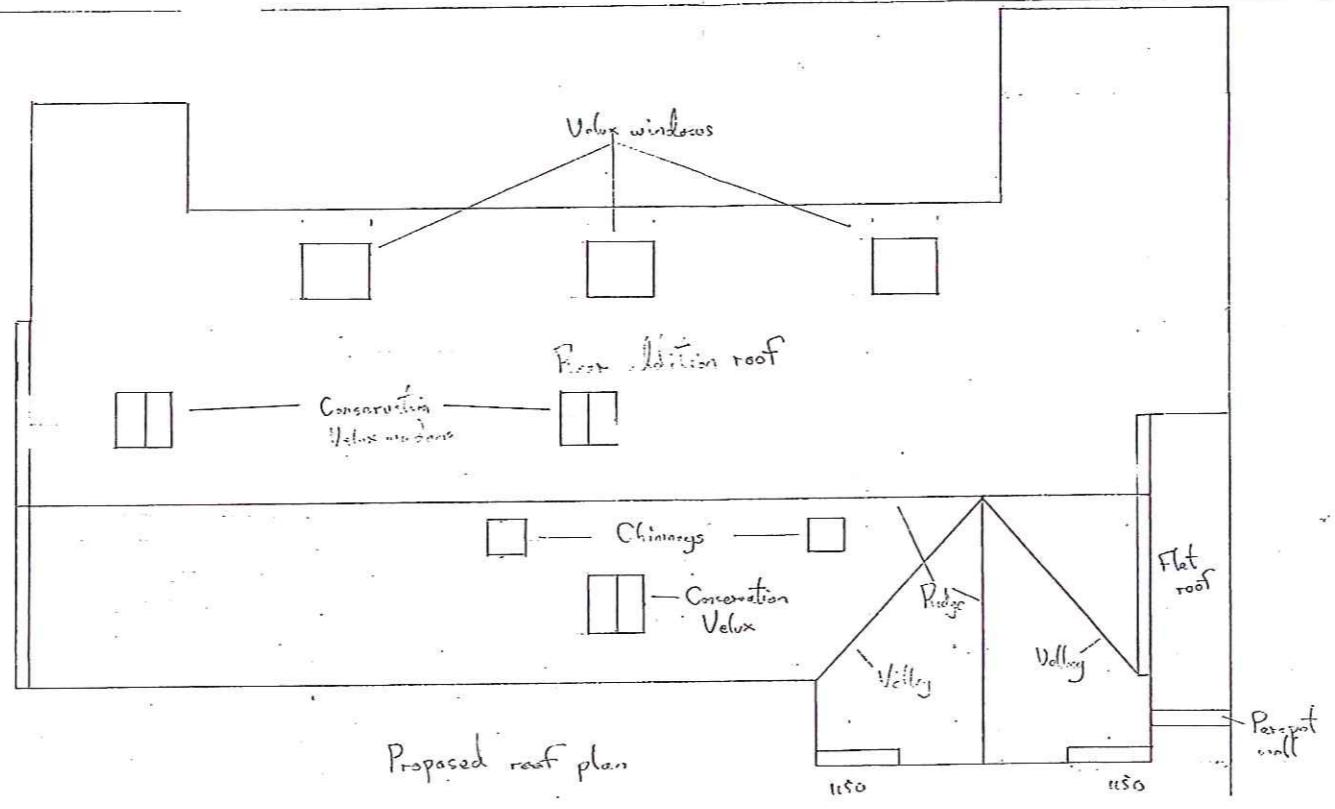 Velux windows
Rear addition roof
Conservation
Velux windows
Chimneys
Conservation
Velux
Ridge
Valley
Valley
Flat
roof
Parapet
wall
Proposed roof plan
1150
1150